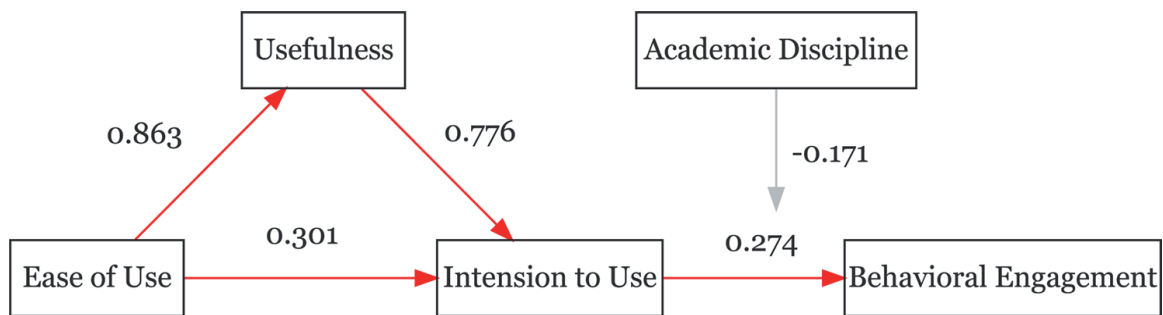 Usefulness
Academic Discipline
0.863
0.776
-0.171
0.301
0.274
Ease of Use
Intension to Use
Behavioral Engagement